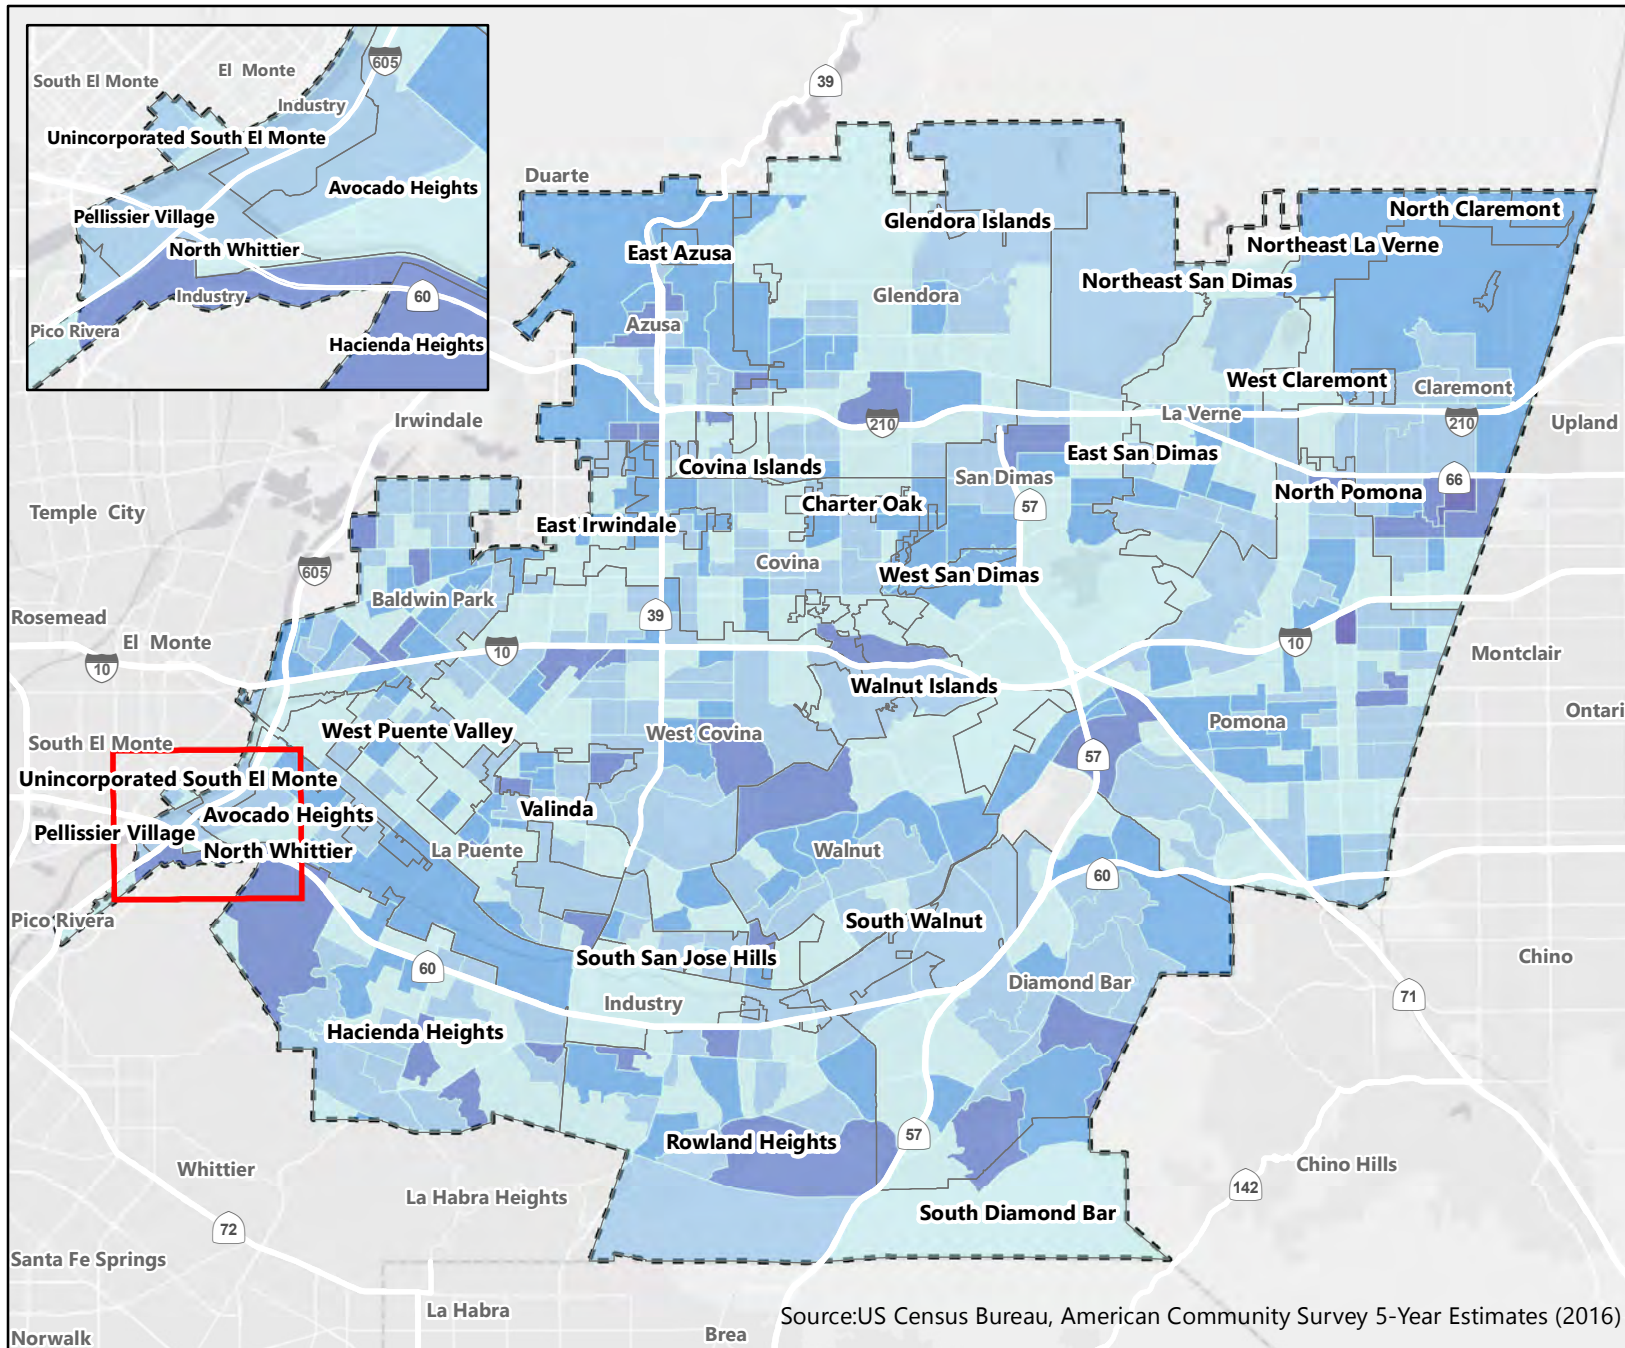 South El Monte
El Monte
605
Industry
Unincorporated South El Monte
Avocado Heights
Pellissier Village
North Whittier
Industry
60
Pico Rivera
Hacienda Heights
39
Duarte
North Claremont
Glendora Islands
Northeast La Verne
East Azusa
Northeast San Dimas
Glendora
Azusa
West Claremont
Claremont
La Verne
Irwindale
210
210
Upland
East San Dimas
Covina Islands
San Dimas
66
North Pomona
Charter Oak
57
Temple City
East Irwindale
Covina
West San Dimas
605
Baldwin Park
Rosemead
39
El Monte
10
10
10
Montclair
Walnut Islands
Ontari
Pomona
West Puente Valley
West Covina
South El Monte
57
Unincorporated South El Monte
Valinda
Avocado Heights
Pellissier Village
North Whittier
La Puente
Walnut
60
Pico Rivera
South Walnut
South San Jose Hills
Chino
60
Diamond Bar
71
Industry
Hacienda Heights
57
Rowland Heights
Whittier
Chino Hills
142
La Habra Heights
South Diamond Bar
72
Santa Fe Springs
La Habra
Source:US Census Bureau, American Community Survey 5-Year Estimates (2016)
Norwalk
Brea